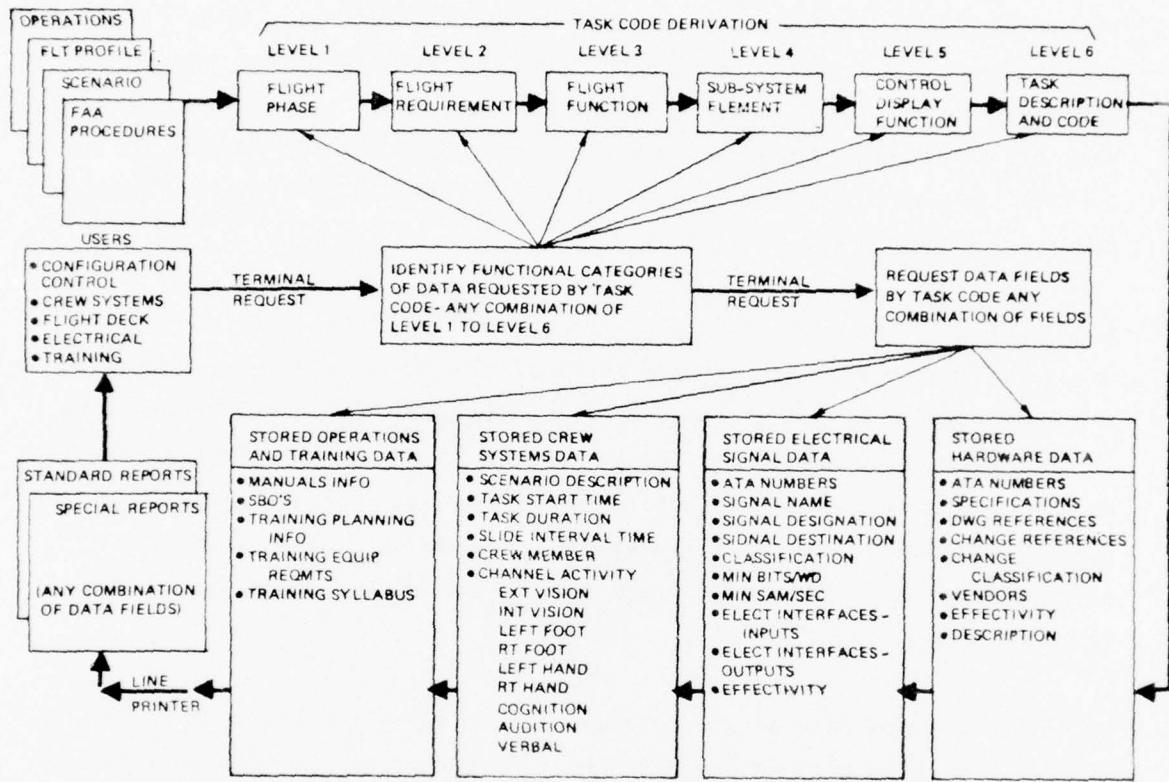 TASK CODE DERIVATION
OPERATIONS
FLT PROFILE
SCENARIO
FAA
PROCEDURES
LEVEL 1
FLIGHT
PHASE
LEVEL 2
FLIGHT
REQUIREMENT
LEVEL 3
FLIGHT
FUNCTION
LEVEL 4
SUB-SYSTEM
ELEMENT
LEVEL 5
CONTROL
DISPLAY
FUNCTION
LEVEL 6
TASK
DESCRIPTION
AND CODE
USERS
• CONFIGURATION
CONTROL
• CREW SYSTEMS
• FLIGHT DECK
• ELECTRICAL
• TRAINING
TERMINAL
REQUEST
IDENTIFY FUNCTIONAL CATEGORIES
OF DATA REQUESTED BY TASK
CODE- ANY COMBINATION OF
LEVEL 1 TO LEVEL 6
TERMINAL
REQUEST
REQUEST DATA FIELDS
BY TASK CODE ANY
COMBINATION OF FIELDS
STANDARD REPORTS
SPECIAL REPORTS
(ANY COMBINATION
OF DATA FIELDS)
LINE
PRINTER
STORED OPERATIONS
AND TRAINING DATA
• MANUALS INFO
• SBO'S
• TRAINING PLANNING
INFO
• TRAINING EQUIP
REQMTS
• TRAINING SYLLABUS
STORED CREW
SYSTEMS DATA
• SCENARIO DESCRIPTION
• TASK START TIME
• TASK DURATION
• SLIDE INTERVAL TIME
• CREW MEMBER
• CHANNEL ACTIVITY
EXT VISION
INT VISION
LEFT FOOT
RT FOOT
LEFT HAND
RT HAND
COGNITION
AUDITION
VERBAL
STORED ELECTRICAL
SIGNAL DATA
• ATA NUMBERS
• SIGNAL NAME
• SIGNAL DESIGNATION
• SIDNAL DESTINATION
• CLASSIFICATION
• MIN BITS/WD
• MIN SAM/SEC
• ELECT INTERFACES -
INPUTS
• ELECT INTERFACES -
OUTPUTS
• EFFECTIVITY
STORED
HARDWARE DATA
• ATA NUMBERS
• SPECIFICATIONS
• DWG REFERENCES
• CHANGE REFERENCES
• CHANGE
CLASSIFICATION
• VENDORS
• EFFECTIVITY
• DESCRIPTION